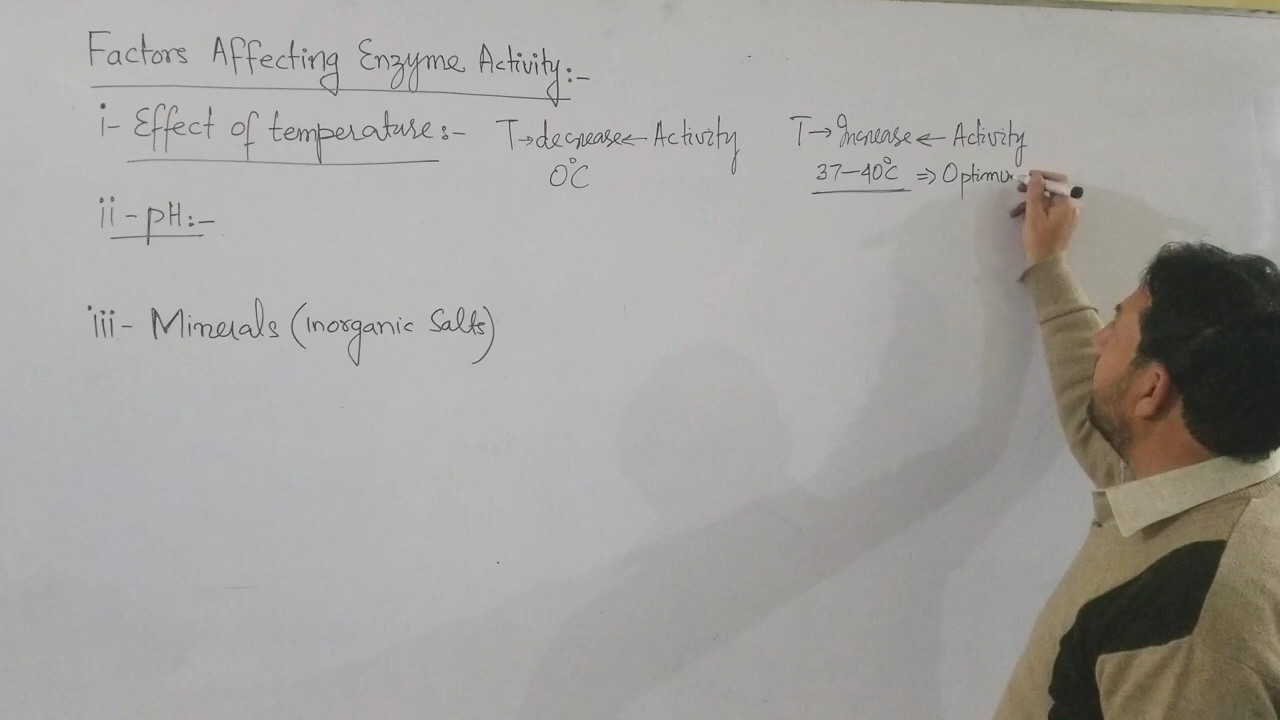 Factors Affecting Enzyme Activity:-
i- Effect of temperature:- T→decrease← Activity T→Increase← Activity
0°C 37-40°C ⇒ Optimu
ii - pH:-
iii- Minerals (inorganic Salts)